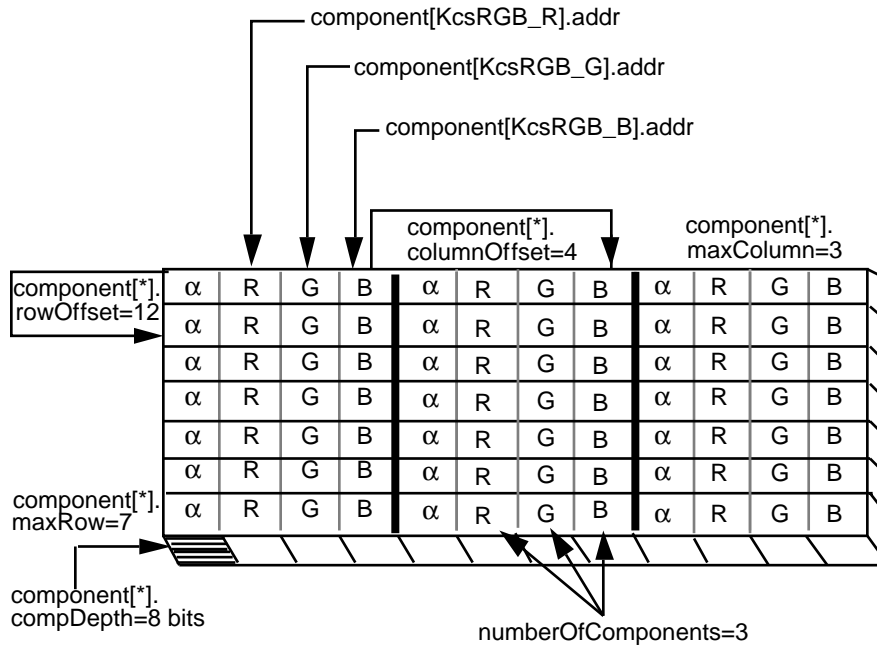 component[KcsRGB_R].addr
component[KcsRGB_G].addr
component[KcsRGB_B].addr
component[*].
columnOffset=4
component[*].
maxColumn=3
component[*].
rowOffset=12
α R G B α R G B α R G B
α R G B α R G B α R G B
α R G B α R G B α R G B
α R G B α R G B α R G B
α R G B α R G B α R G B
α R G B α R G B α R G B
α R G B α R G B α R G B
component[*].
maxRow=7
component[*].
compDepth=8 bits
numberOfComponents=3